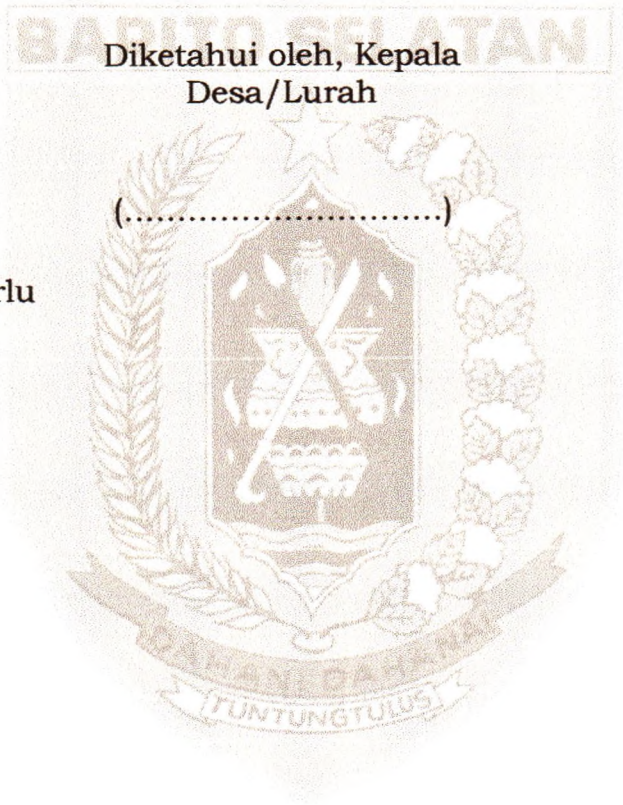 BARITO SELATAN
Diketahui oleh, Kepala
Desa/Lurah
(..............................)
rlu
DAHANI DAHANAI
TUNTUNG TULUS